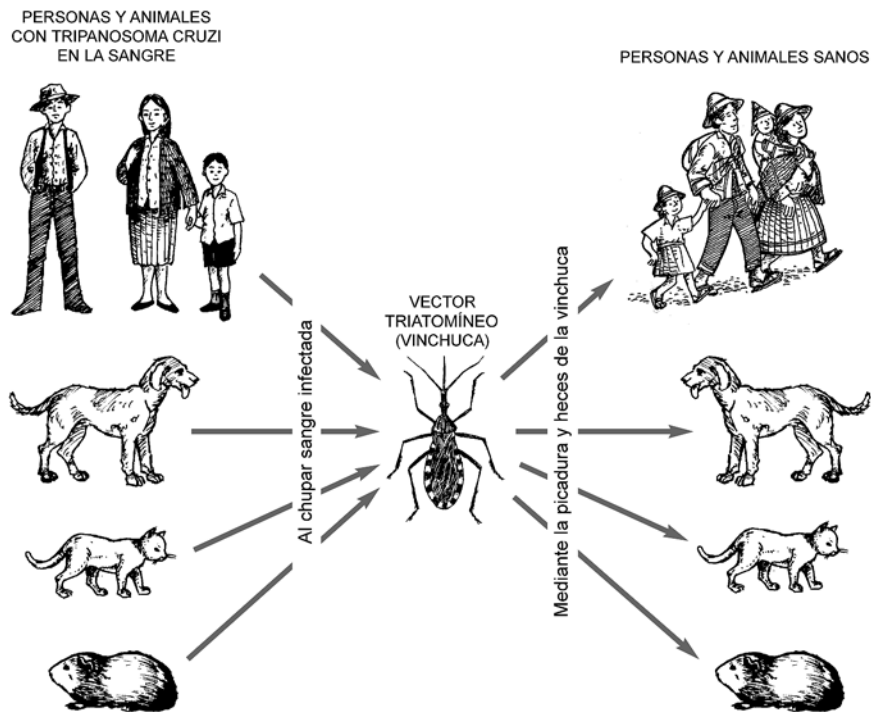 PERSONAS Y ANIMALES
CON TRIPANOSOMA CRUZI
EN LA SANGRE
PERSONAS Y ANIMALES SANOS
Al chupar sangre infectada
VECTOR
TRIATOMÍNEO
(VINCHUCA)
Mediante la picadura y heces de la vinchuca